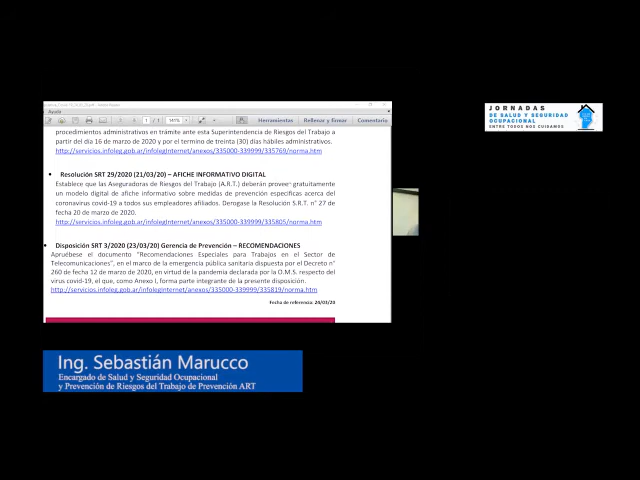 JORNADAS
DE SALUD Y SEGURIDAD
OCUPACIONAL
ENTRE TODOS NOS CUIDAMOS
Ayuda
1 / 1
Herramientas
Rellenar y firmar
Comentario
procedimientos administrativos en trámite ante esta Superintendencia de Riesgos del Trabajo a
partir del día 16 de marzo de 2020 y por el termino de treinta (30) días hábiles administrativos.
http://servicios.infoleg.gob.ar/infolegInternet/anexos/335000-339999/335769/norma.htm
• Resolución SRT 29/2020 (21/03/20) – AFICHE INFORMATIVO DIGITAL
Establece que las Aseguradoras de Riesgos del Trabajo (A.R.T.) deberán proveer gratuitamente
un modelo digital de afiche informativo sobre medidas de prevención específicas acerca del
coronavirus covid-19 a todos sus empleadores afiliados. Derogase la Resolución S.R.T. n° 27 de
fecha 20 de marzo de 2020.
http://servicios.infoleg.gob.ar/infolegInternet/anexos/335000-339999/335805/norma.htm
• Disposición SRT 3/2020 (23/03/20) Gerencia de Prevención – RECOMENDACIONES
Apruébese el documento "Recomendaciones Especiales para Trabajos en el Sector de
Telecomunicaciones", en el marco de la emergencia pública sanitaria dispuesta por el Decreto n°
260 de fecha 12 de marzo de 2020, en virtud de la pandemia declarada por la O.M.S. respecto del
virus covid-19, el que, como Anexo I, forma parte integrante de la presente disposición.
http://servicios.infoleg.gob.ar/infolegInternet/anexos/335000-339999/335819/norma.htm
Fecha de referencia: 24/03/20
Ing. Sebastián Marucco
Encargado de Salud y Seguridad Ocupacional
y Prevención de Riesgos del Trabajo de Prevención ART